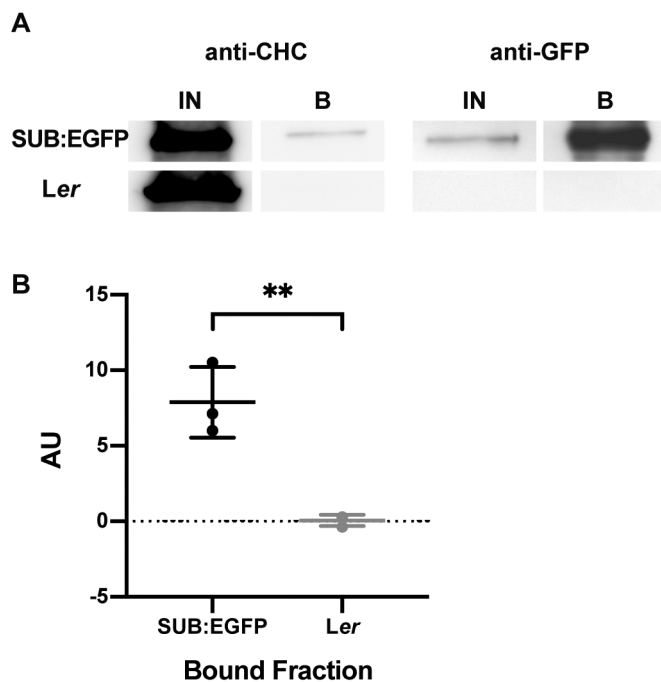 A
anti-CHC anti-GFP
IN B IN B
SUB:EGFP
Ler
B
**
15
10
5
0
-5
AU
SUB:EGFP Ler
Bound Fraction